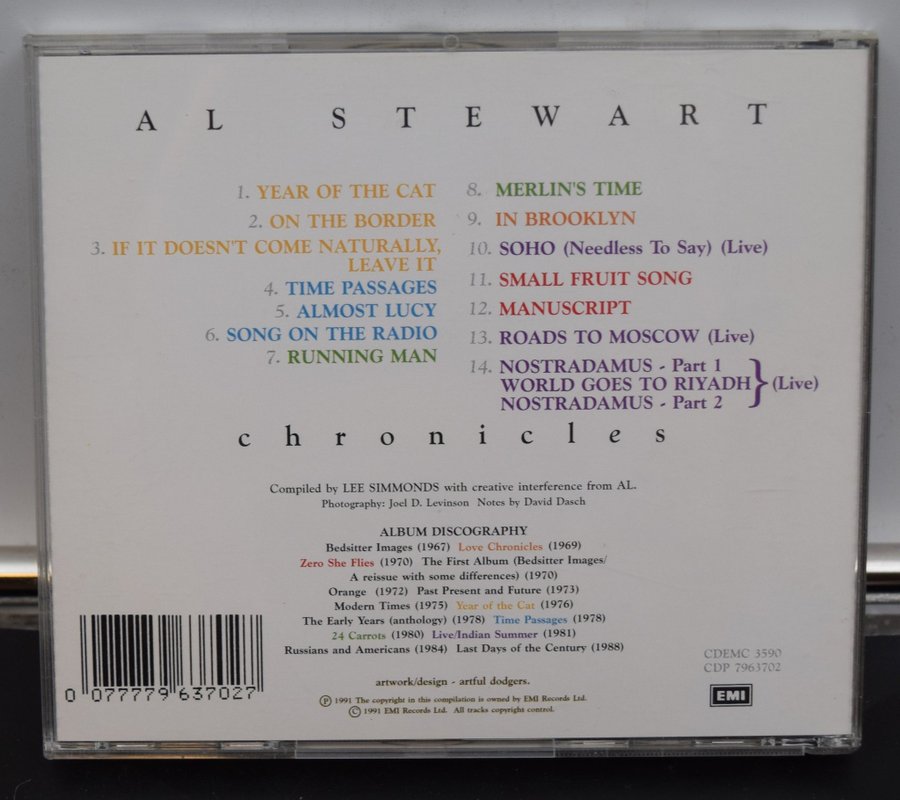 AL STEWART
1. YEAR OF THE CAT
2. ON THE BORDER
3. IF IT DOESN'T COME NATURALLY,
LEAVE IT
4. TIME PASSAGES
5. ALMOST LUCY
6. SONG ON THE RADIO
7. RUNNING MAN
8. MERLIN'S TIME
9. IN BROOKLYN
10. SOHO (Needless To Say) (Live)
11. SMALL FRUIT SONG
12. MANUSCRIPT
13. ROADS TO MOSCOW (Live)
14. NOSTRADAMUS - Part 1
WORLD GOES TO RIYADH } (Live)
NOSTRADAMUS - Part 2
chronicles
Compiled by LEE SIMMONDS with creative interference from AL.
Photography: Joel D. Levinson Notes by David Dasch
ALBUM DISCOGRAPHY
Bedsitter Images (1967) Love Chronicles (1969)
Zero She Flies (1970) The First Album (Bedsitter Images/
A reissue with some differences) (1970)
Orange (1972) Past Present and Future (1973)
Modern Times (1975) Year of the Cat (1976)
The Early Years (anthology) (1978) Time Passages (1978)
24 Carrots (1980) Live/Indian Summer (1981)
Russians and Americans (1984) Last Days of the Century (1988)
artwork/design - artful dodgers.
Ⓟ 1991 The copyright in this compilation is owned by EMI Records Ltd.
© 1991 EMI Records Ltd. All tracks copyright control.
0 077779 637027
CDEMC 3590
CDP 7963702
EMI